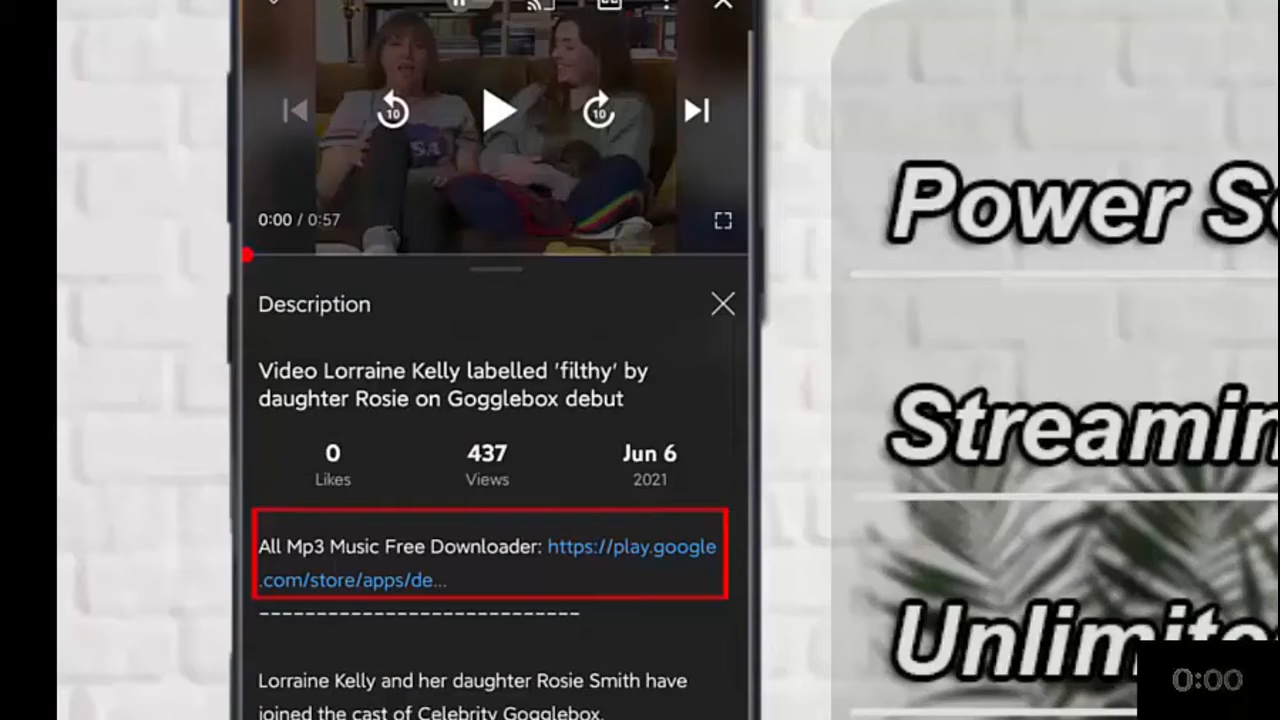 10
10
0:00 / 0:57
Description
Video Lorraine Kelly labelled 'filthy' by
daughter Rosie on Gogglebox debut
0
437
Jun 6
Likes
Views
2021
All Mp3 Music Free Downloader: https://play.google
.com/store/apps/de...
---------------------------
Lorraine Kelly and her daughter Rosie Smith have
joined the cast of Celebrity Gogglebox.
Power
Streamin
0:00